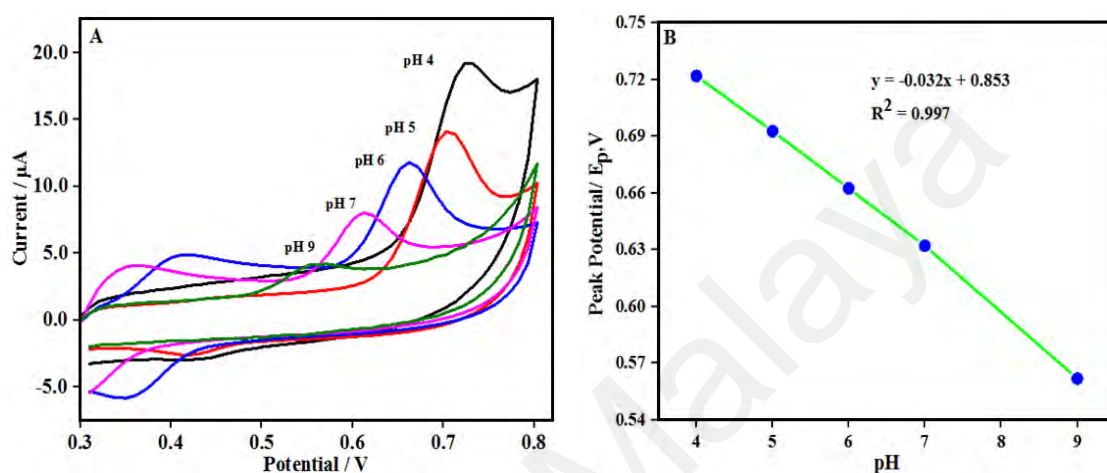 A
20.0
15.0
10.0
5.0
0.0
-5.0
Current / µA
pH 4
pH 5
pH 6
pH 7
pH 9
0.3 0.4 0.5 0.6 0.7 0.8
Potential / V
B
0.75
0.72
0.69
0.66
0.63
0.60
0.57
0.54
Peak Potential/ Ep,V
y = -0.032x + 0.853
R² = 0.997
4 5 6 7 8 9
pH
Malaya